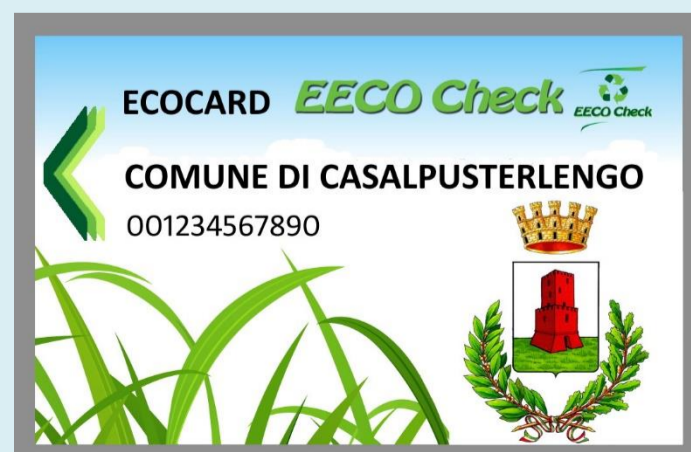 ECOCARD EECO Check EECO Check
COMUNE DI CASALPUSTERLENGO
001234567890